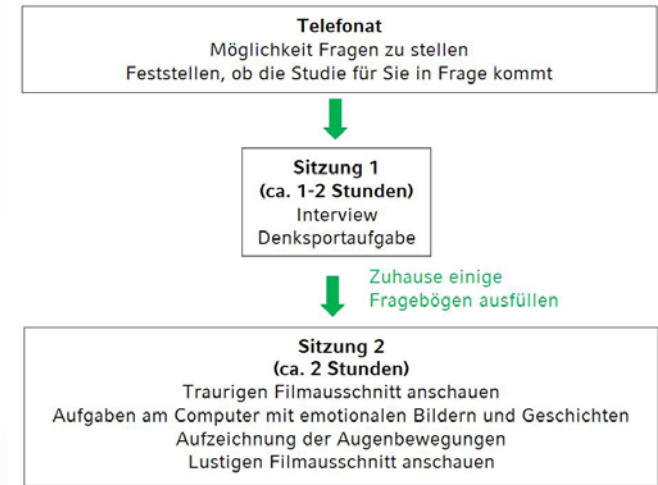 Telefonat
Möglichkeit Fragen zu stellen
Feststellen, ob die Studie für Sie in Frage kommt
Sitzung 1
(ca. 1-2 Stunden)
Interview
Denksportaufgabe
Zuhause einige
Fragebögen ausfüllen
Sitzung 2
(ca. 2 Stunden)
Traurigen Filmausschnitt anschauen
Aufgaben am Computer mit emotionalen Bildern und Geschichten
Aufzeichnung der Augenbewegungen
Lustigen Filmausschnitt anschauen